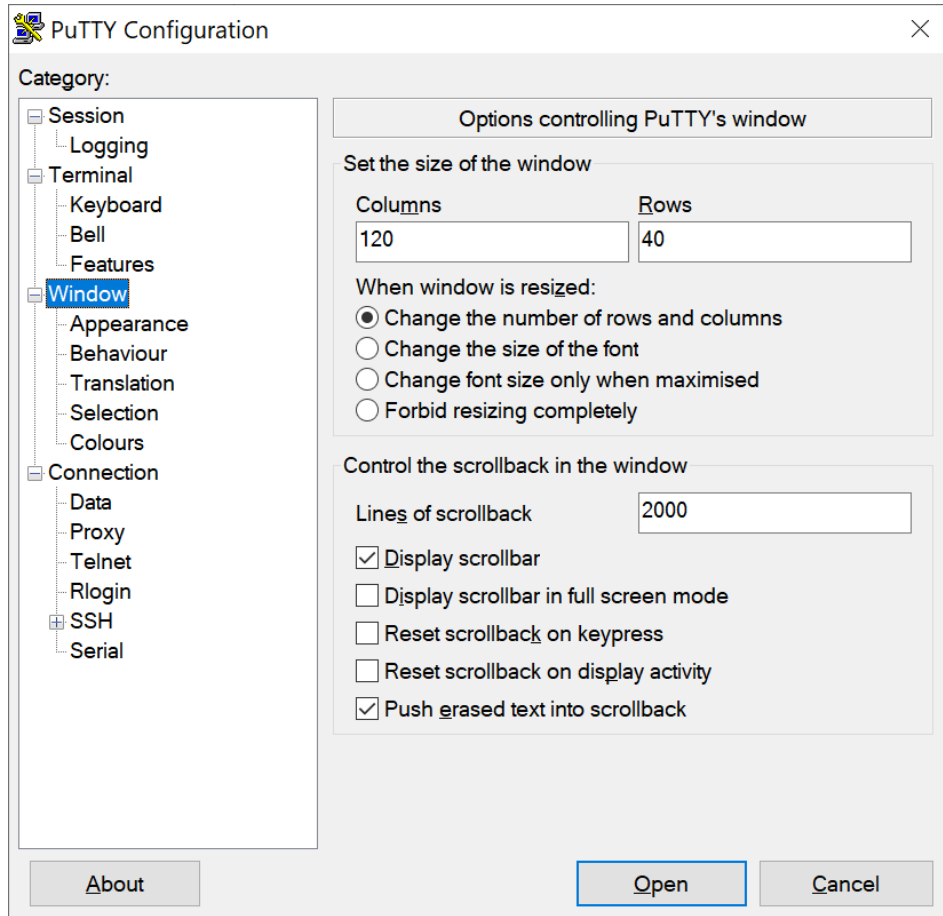 PuTTY Configuration
Category:
Session
Logging
Terminal
Keyboard
Bell
Features
Window
Appearance
Behaviour
Translation
Selection
Colours
Connection
Data
Proxy
Telnet
Rlogin
SSH
Serial
Options controlling PuTTY's window
Set the size of the window
Columns Rows
120 40
When window is resized:
Change the number of rows and columns
Change the size of the font
Change font size only when maximised
Forbid resizing completely
Control the scrollback in the window
Lines of scrollback 2000
Display scrollbar
Display scrollbar in full screen mode
Reset scrollback on keypress
Reset scrollback on display activity
Push erased text into scrollback
About Open Cancel